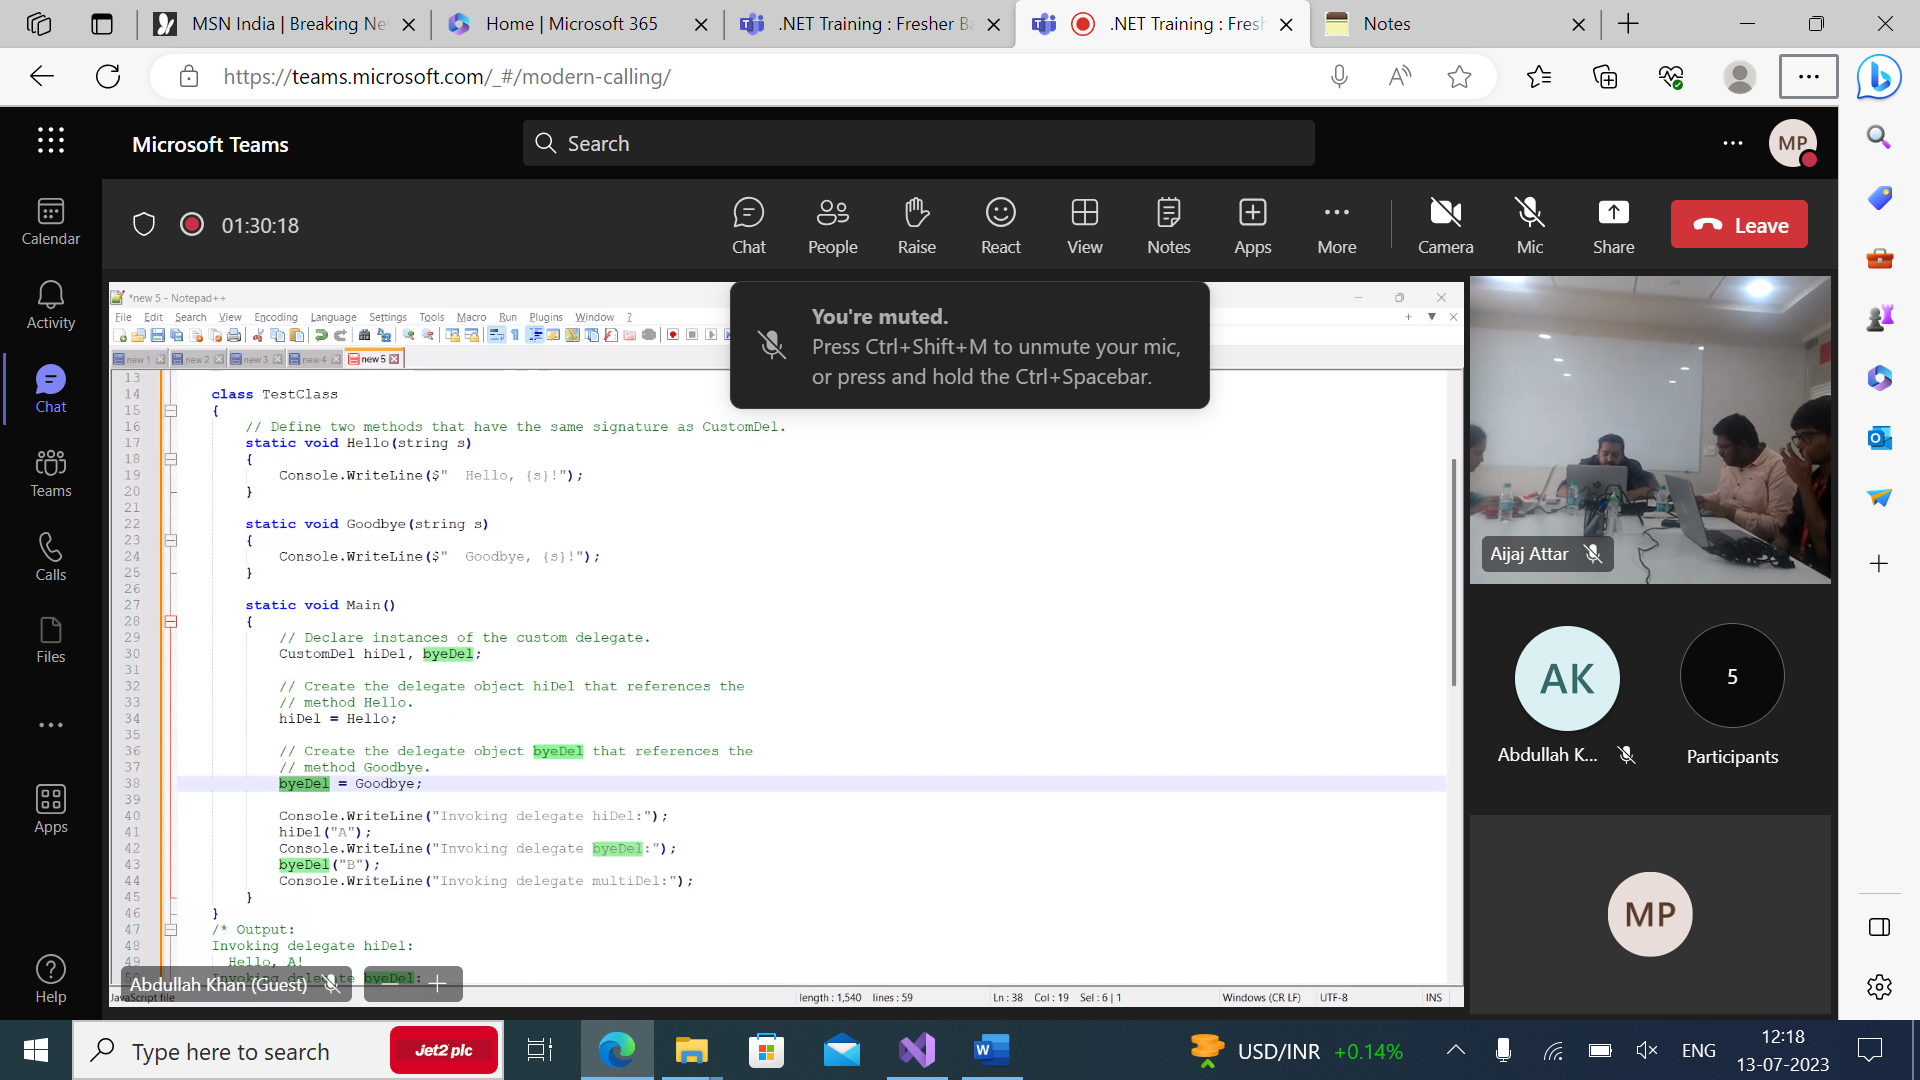 MSN India | Breaking Ne
Home | Microsoft 365
.NET Training : Fresher Ba
.NET Training : Fresh
Notes
https://teams.microsoft.com/_#/modern-calling/
Microsoft Teams
Search
MP
01:30:18
Chat
People
Raise
React
View
Notes
Apps
More
Camera
Mic
Share
Leave
Calendar
Activity
Chat
Teams
Calls
Files
Apps
Help
*new 5 - Notepad++
File Edit Search View Encoding Language Settings Tools Macro Run Plugins Window ?
new 1 new 2 new 3 new 4 new 5
You're muted.
Press Ctrl+Shift+M to unmute your mic,
or press and hold the Ctrl+Spacebar.
13
14 class TestClass
15 {
16 // Define two methods that have the same signature as CustomDel.
17 static void Hello(string s)
18 {
19 Console.WriteLine($"  Hello, {s}!");
20 }
21
22 static void Goodbye(string s)
23 {
24 Console.WriteLine($"  Goodbye, {s}!");
25 }
26
27 static void Main()
28 {
29 // Declare instances of the custom delegate.
30 CustomDel hiDel, byeDel;
31
32 // Create the delegate object hiDel that references the
33 // method Hello.
34 hiDel = Hello;
35
36 // Create the delegate object byeDel that references the
37 // method Goodbye.
38 byeDel = Goodbye;
39
40 Console.WriteLine("Invoking delegate hiDel:");
41 hiDel("A");
42 Console.WriteLine("Invoking delegate byeDel:");
43 byeDel("B");
44 Console.WriteLine("Invoking delegate multiDel:");
45 }
46 }
47 /* Output:
48 Invoking delegate hiDel:
49 Hello, A!
50 Invoking delegate byeDel:
Abdullah Khan (Guest)
JavaScript file
length : 1,540 lines : 59
Ln : 38 Col : 19 Sel : 6 | 1
Windows (CR LF)
UTF-8
INS
Aijaj Attar
AK
Abdullah K...
5
Participants
MP
Type here to search
Jet2 plc
USD/INR +0.14%
ENG
12:18
13-07-2023